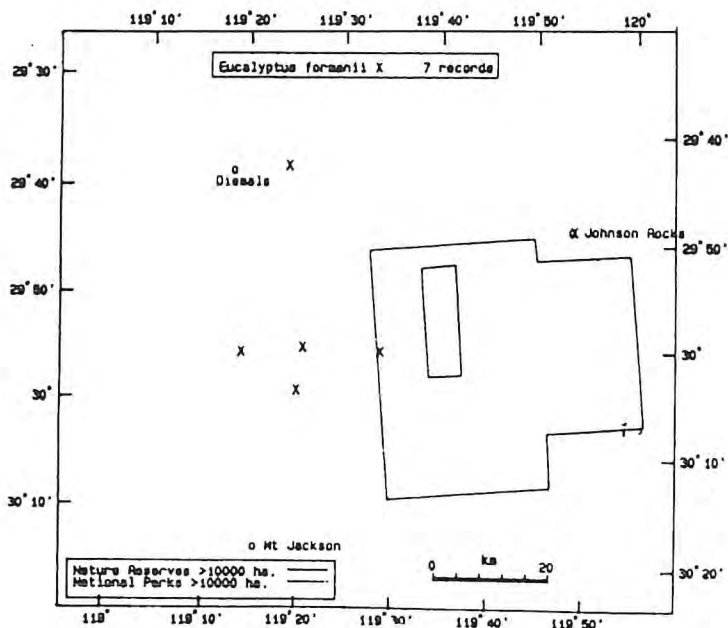 119° 10' 119° 20' 119° 30' 119° 40' 119° 50' 120°
Eucalyptus formanii X 7 records
29° 30'
29° 40'
29° 50'
30°
30° 10'
29° 40'
29° 50'
30°
30° 10'
30° 20'
Diemals
Johnson Rocks
Mt Jackson
km
0 20
Nature Reserves >10000 ha.
National Parks >10000 ha.
119° 119° 10' 119° 20' 119° 30' 119° 40' 119° 50'